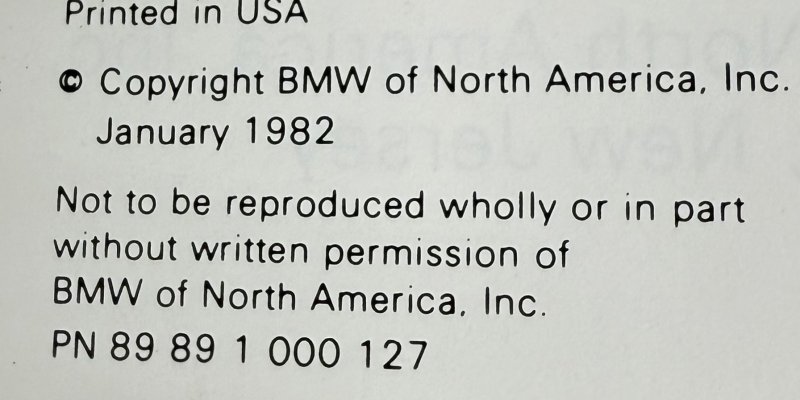 Printed in USA
© Copyright BMW of North America, Inc.
January 1982
Not to be reproduced wholly or in part
without written permission of
BMW of North America, Inc.
PN 89 89 1 000 127